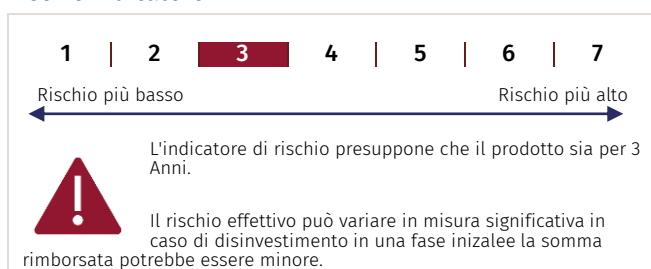 1 2 3 4 5 6 7
Rischio più basso Rischio più alto
L'indicatore di rischio presuppone che il prodotto sia per 3
Anni.
Il rischio effettivo può variare in misura significativa in
caso di disinvestimento in una fase inizalee la somma
rimborsata potrebbe essere minore.